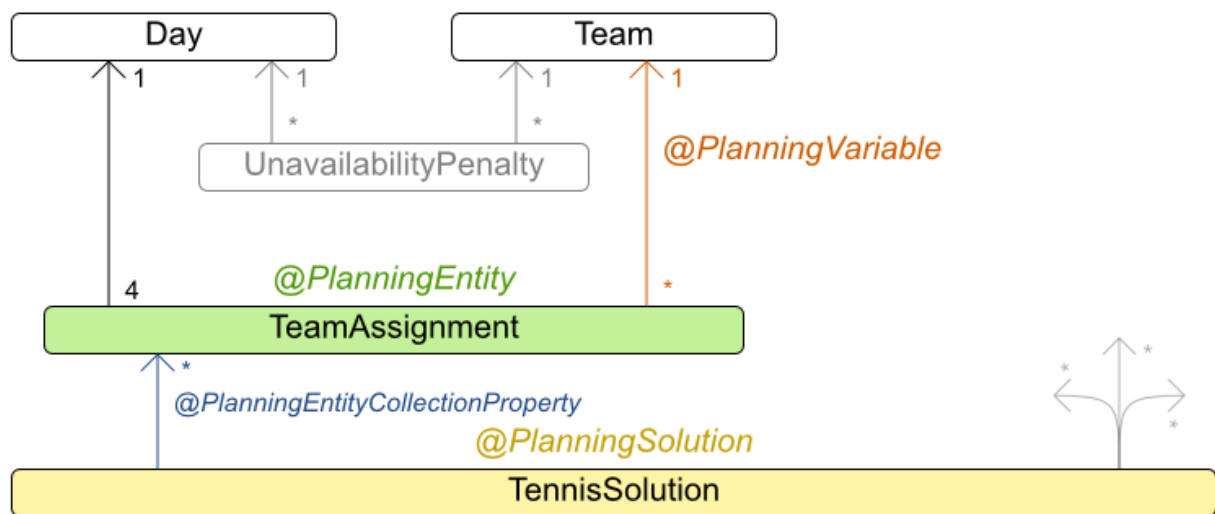 Day
Team
1
1
1
1
*
*
@PlanningVariable
UnavailabilityPenalty
@PlanningEntity
4
*
TeamAssignment
*
*
*
*
@PlanningEntityCollectionProperty
@PlanningSolution
TennisSolution